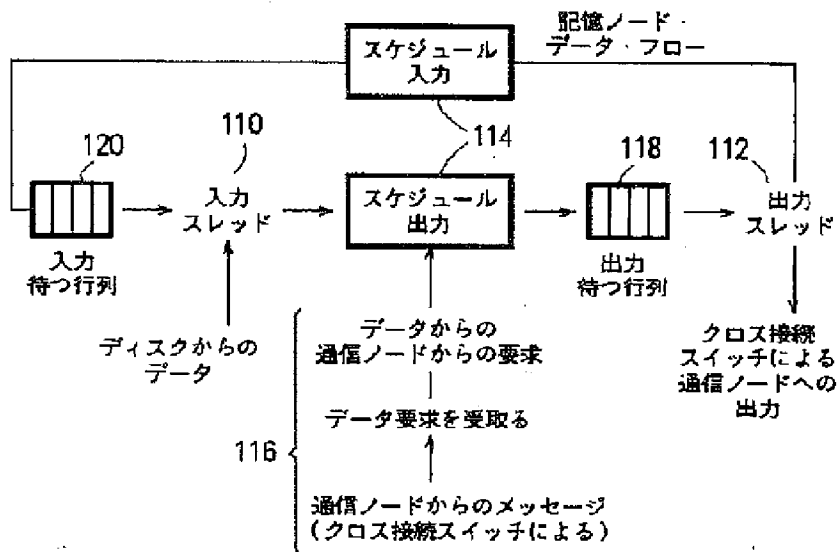 記憶ノード・
データ・フロー
スケジュール
入力
110
114
120
118
112
入力
スレッド
スケジュール
出力
出力
スレッド
入力
待つ行列
出力
待つ行列
ディスクからの
データ
データからの
通信ノードからの要求
クロス接続
スイッチによる
通信ノードへの
出力
データ要求を受取る
116
通信ノードからのメッセージ
(クロス接続スイッチによる)